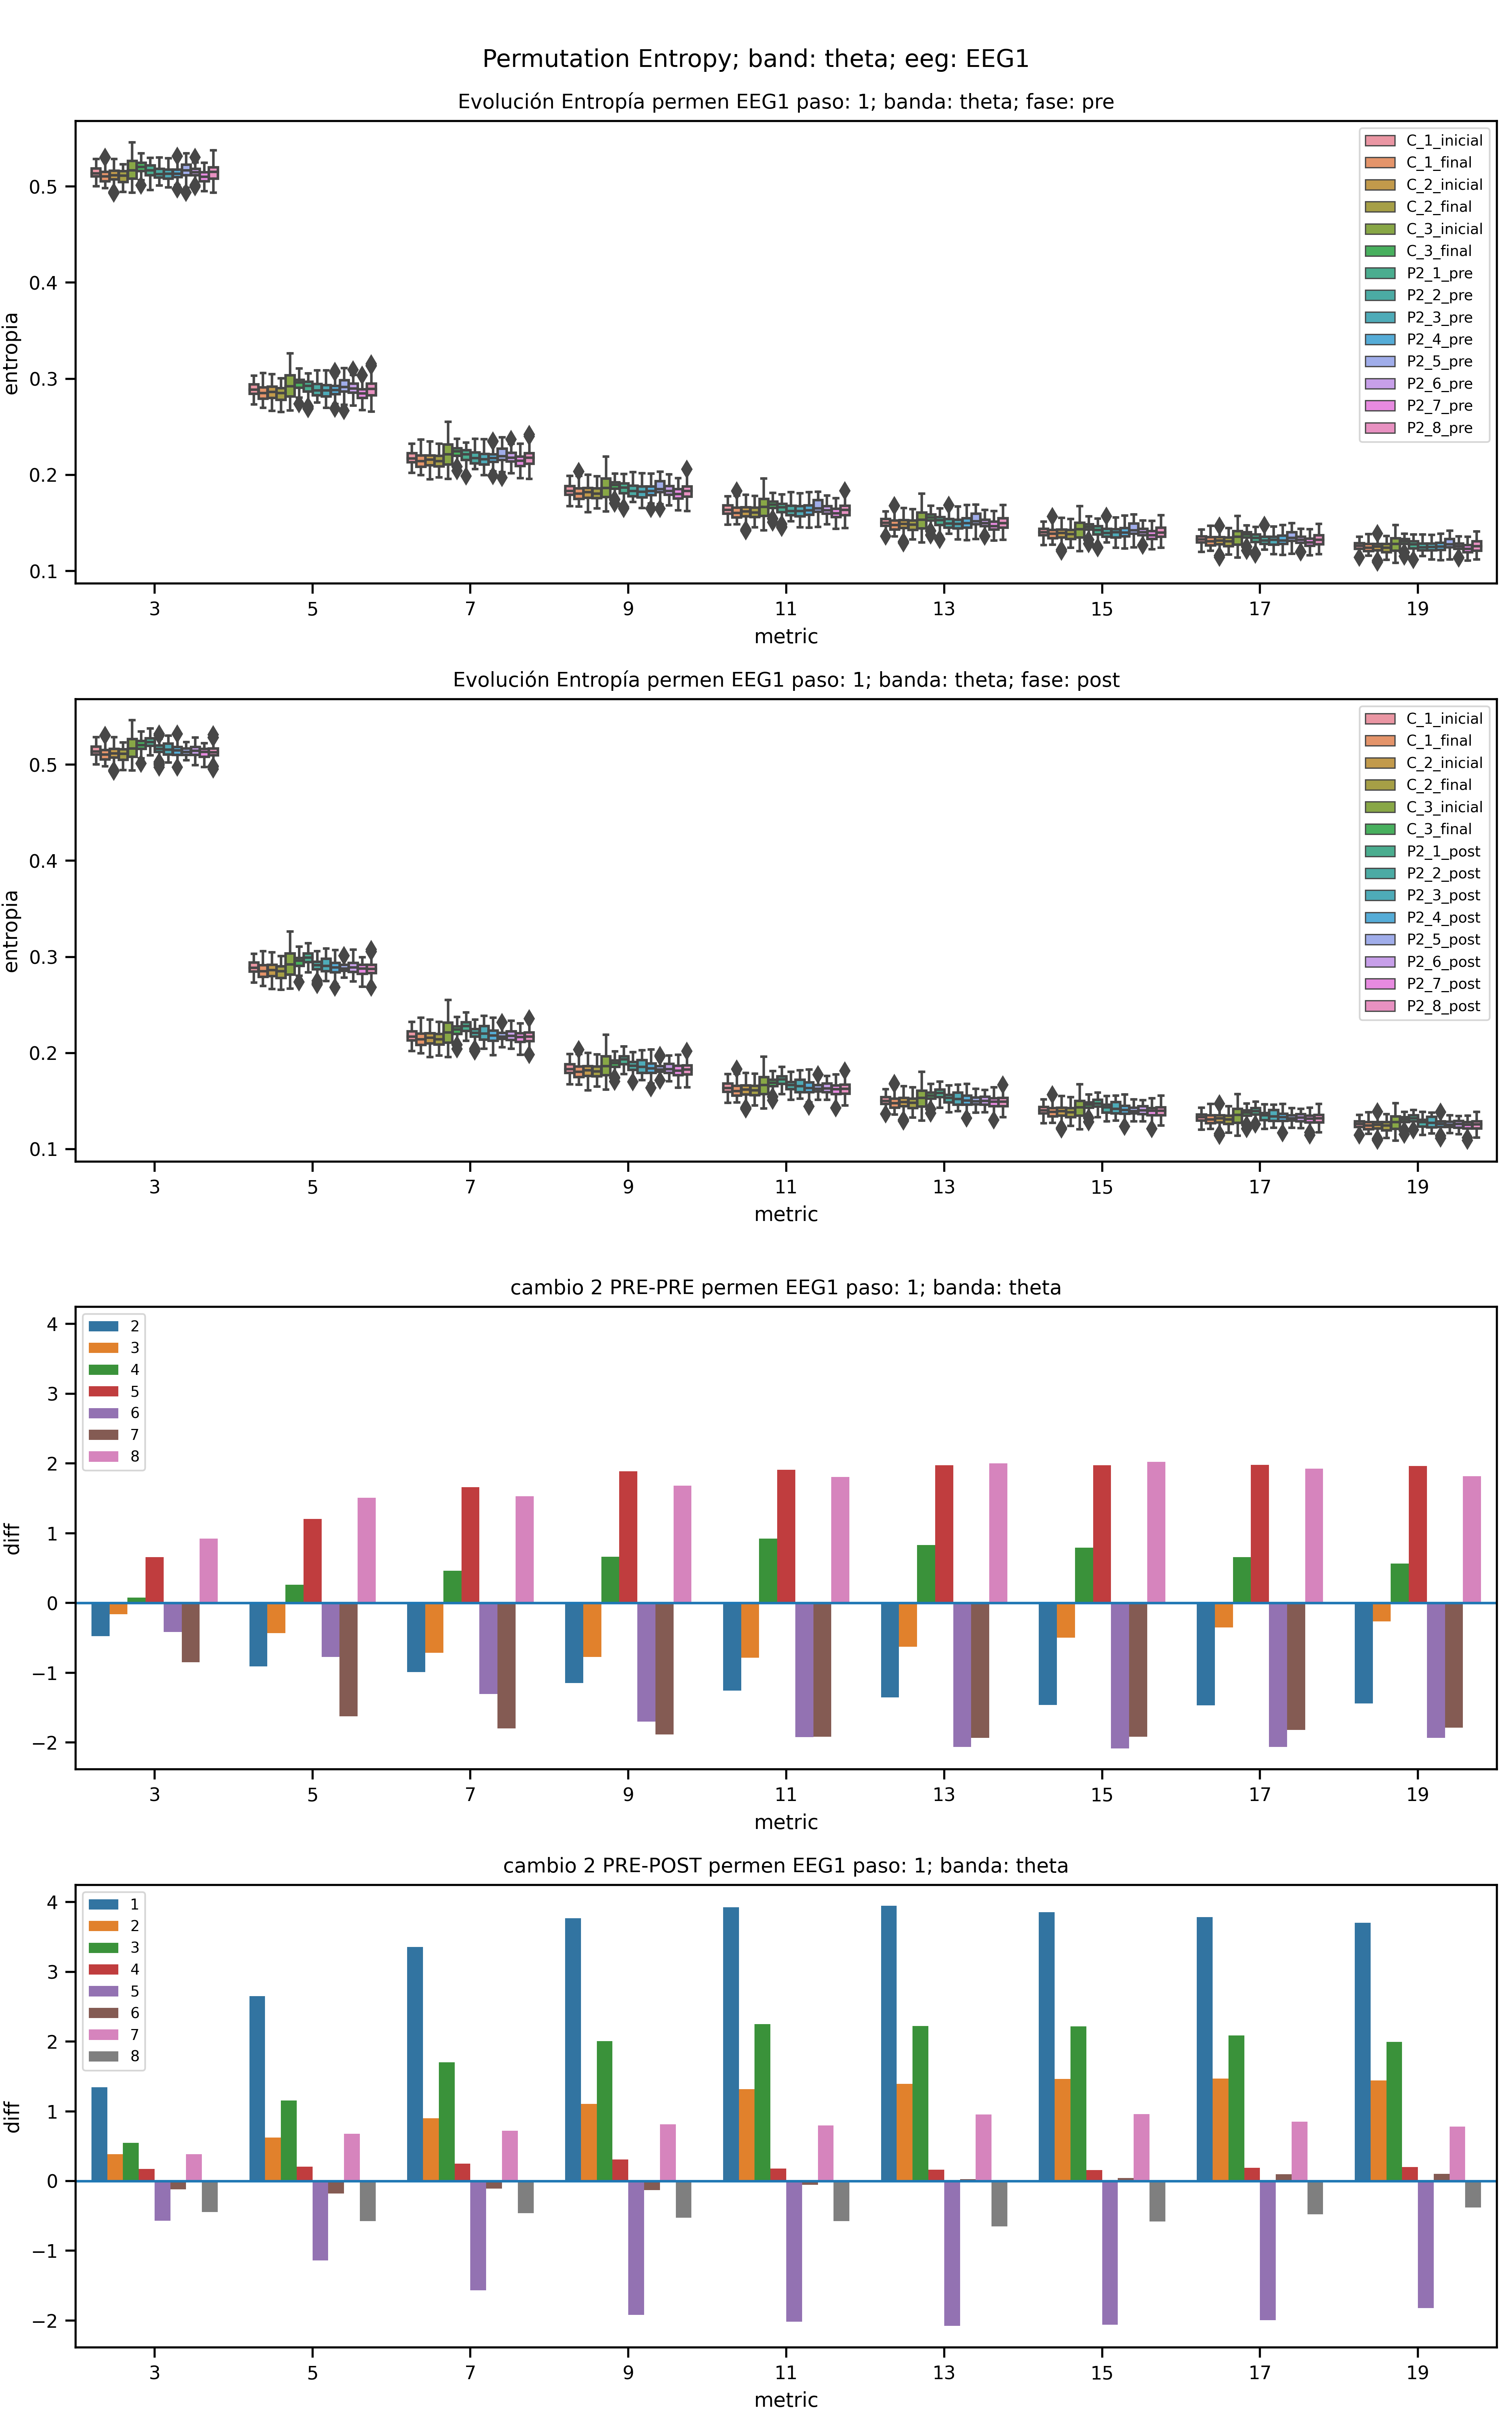 Permutation Entropy; band: theta; eeg: EEG1
Evolución Entropía permen EEG1 paso: 1; banda: theta; fase: pre
entropia
0.5
0.4
0.3
0.2
0.1
C_1_inicial
C_1_final
C_2_inicial
C_2_final
C_3_inicial
C_3_final
P2_1_pre
P2_2_pre
P2_3_pre
P2_4_pre
P2_5_pre
P2_6_pre
P2_7_pre
P2_8_pre
3 5 7 9 11 13 15 17 19
metric
Evolución Entropía permen EEG1 paso: 1; banda: theta; fase: post
entropia
0.5
0.4
0.3
0.2
0.1
C_1_inicial
C_1_final
C_2_inicial
C_2_final
C_3_inicial
C_3_final
P2_1_post
P2_2_post
P2_3_post
P2_4_post
P2_5_post
P2_6_post
P2_7_post
P2_8_post
3 5 7 9 11 13 15 17 19
metric
cambio 2 PRE-PRE permen EEG1 paso: 1; banda: theta
diff
4
3
2
1
0
−1
−2
2
3
4
5
6
7
8
3 5 7 9 11 13 15 17 19
metric
cambio 2 PRE-POST permen EEG1 paso: 1; banda: theta
diff
4
3
2
1
0
−1
−2
1
2
3
4
5
6
7
8
3 5 7 9 11 13 15 17 19
metric